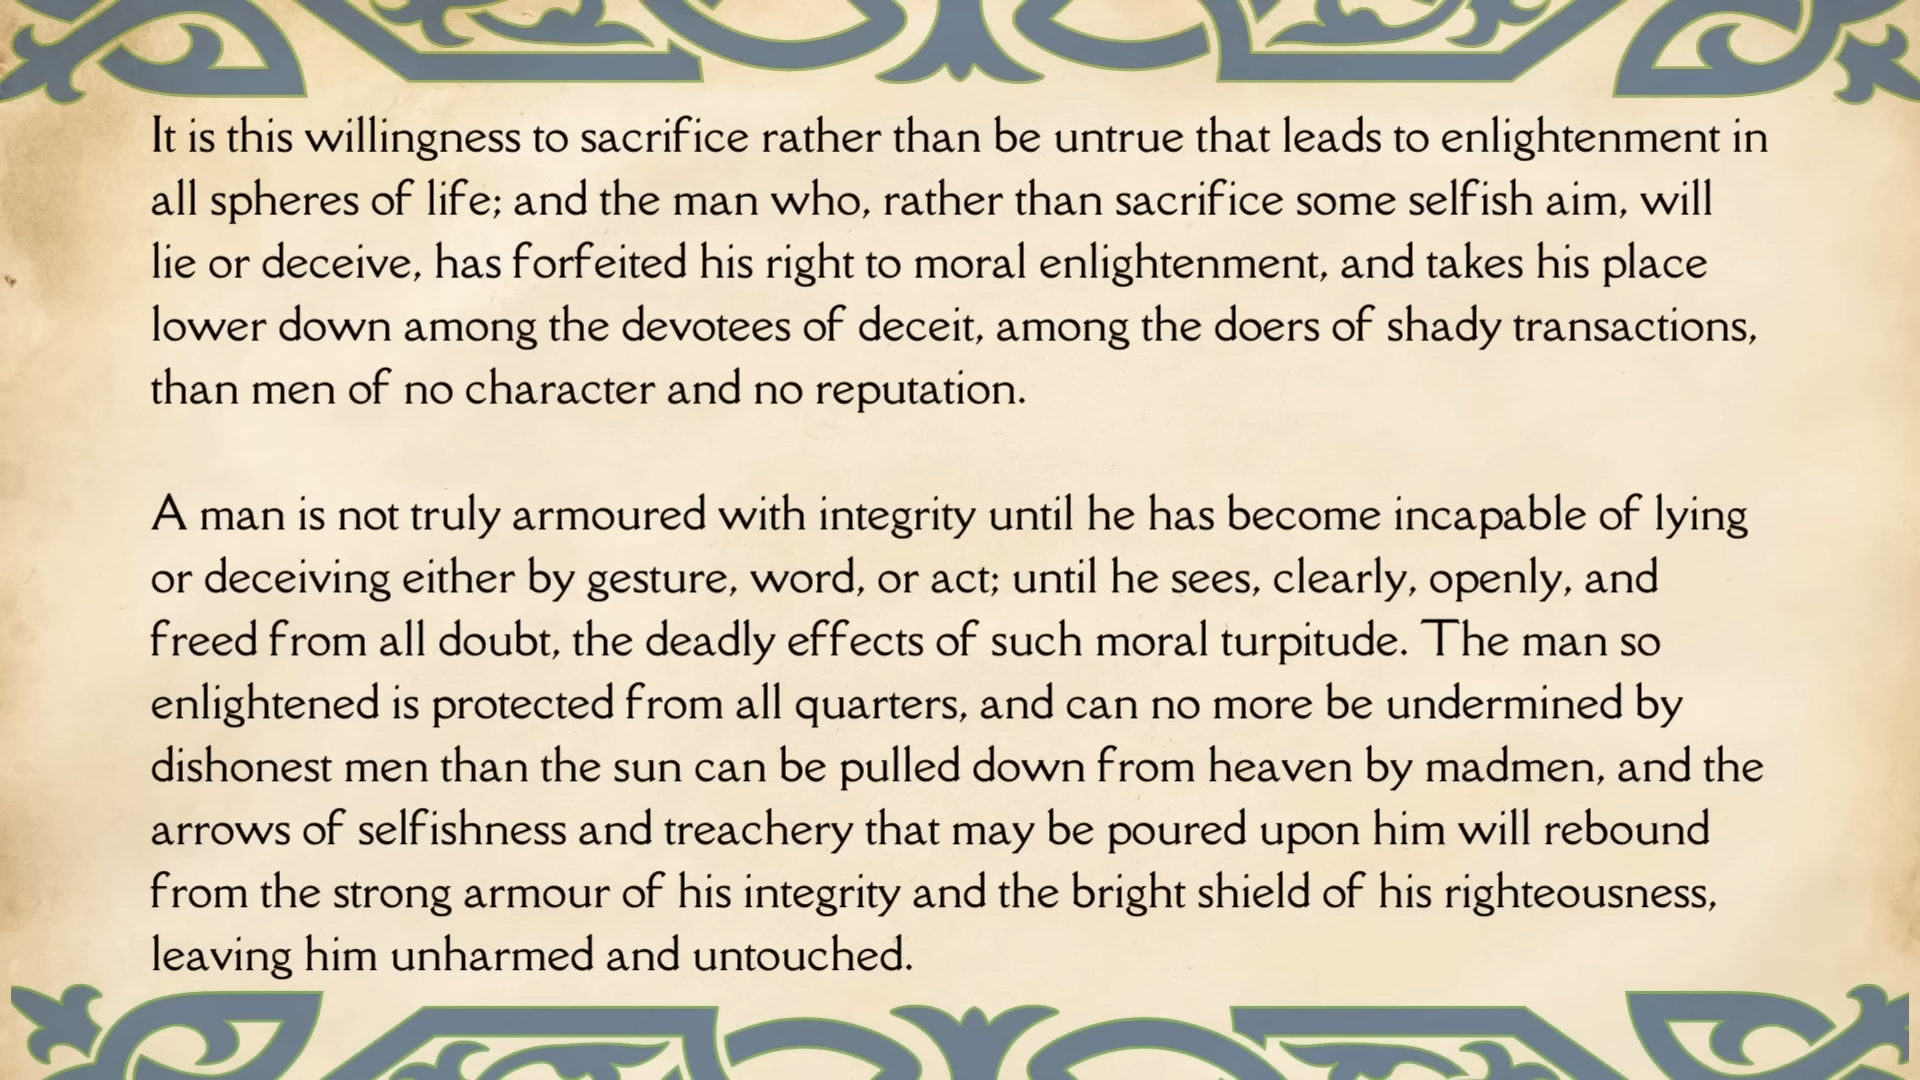 It is this willingness to sacrifice rather than be untrue that leads to enlightenment in
all spheres of life; and the man who, rather than sacrifice some selfish aim, will
lie or deceive, has forfeited his right to moral enlightenment, and takes his place
lower down among the devotees of deceit, among the doers of shady transactions,
than men of no character and no reputation.
A man is not truly armoured with integrity until he has become incapable of lying
or deceiving either by gesture, word, or act; until he sees, clearly, openly, and
freed from all doubt, the deadly effects of such moral turpitude. The man so
enlightened is protected from all quarters, and can no more be undermined by
dishonest men than the sun can be pulled down from heaven by madmen, and the
arrows of selfishness and treachery that may be poured upon him will rebound
from the strong armour of his integrity and the bright shield of his righteousness,
leaving him unharmed and untouched.